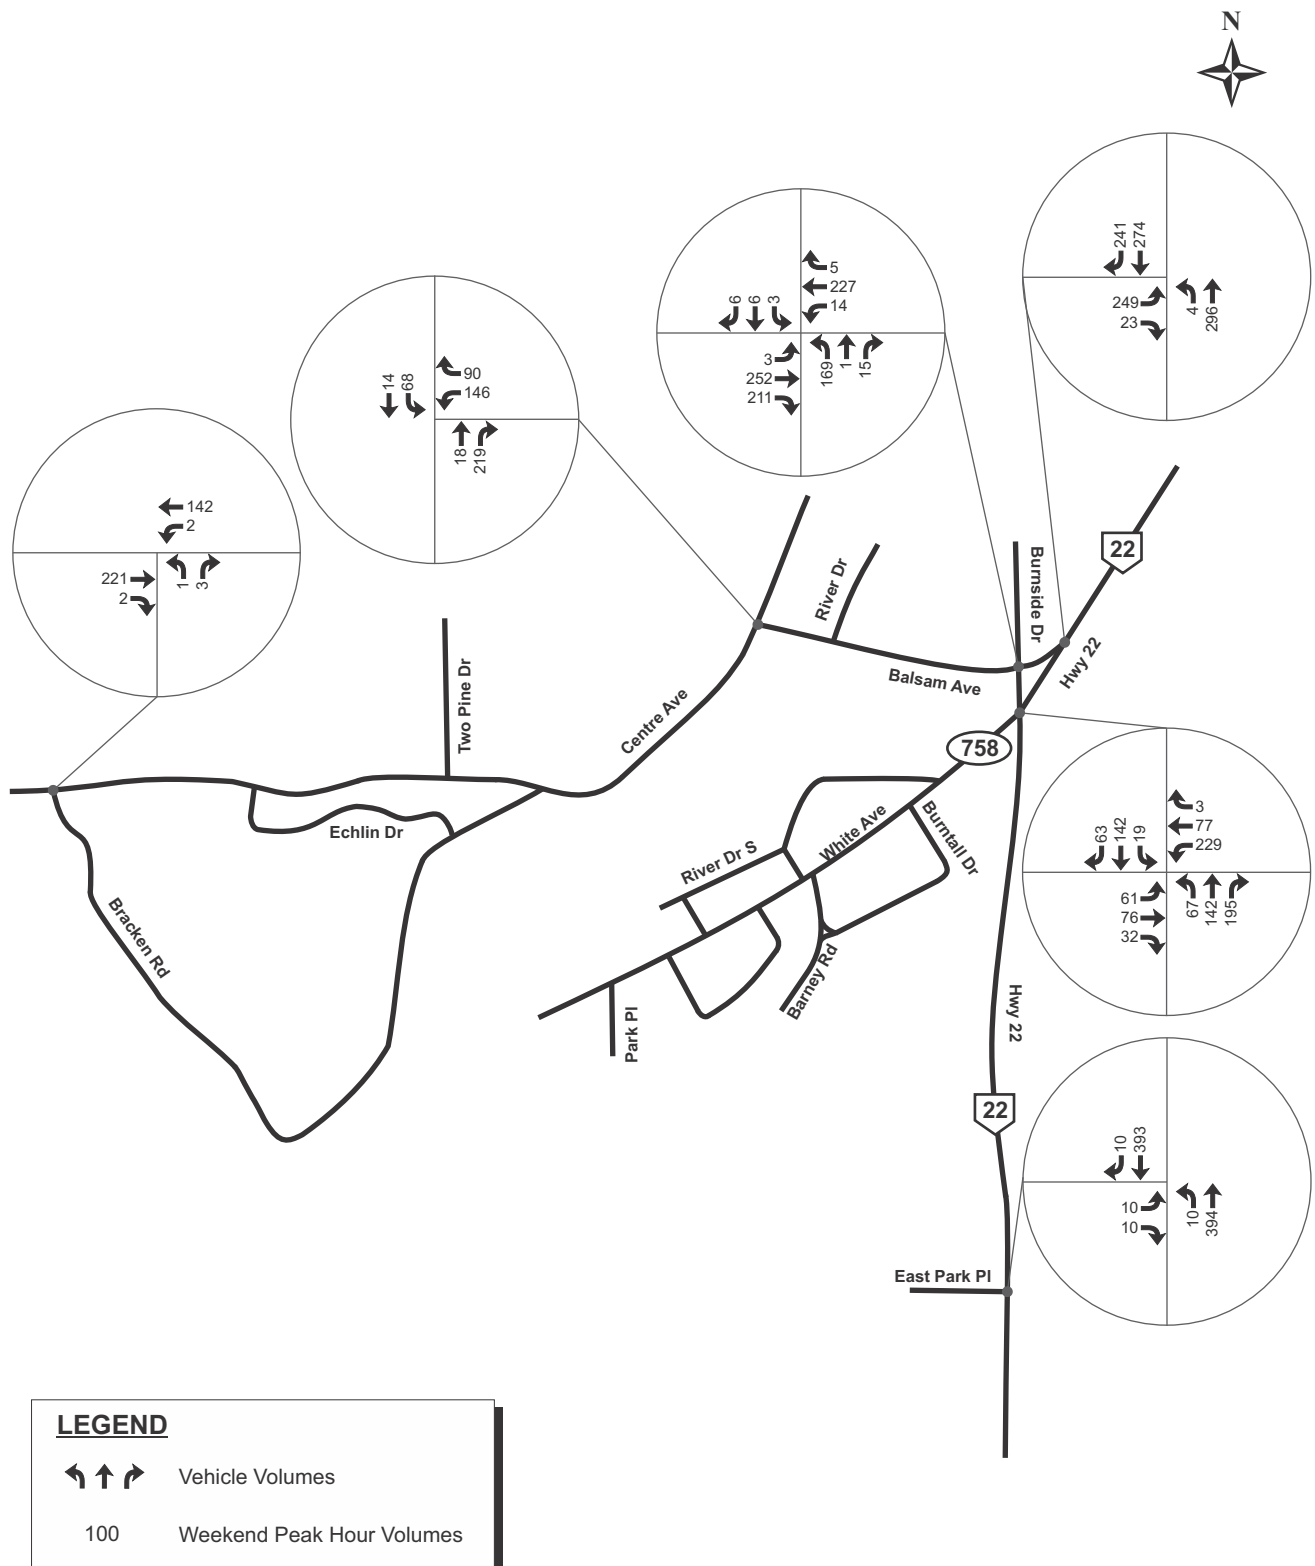 N
241
274
249
23
4
296
5
227
14
6
6
3
3
252
211
169
1
15
90
146
14
68
18
219
142
2
221
2
1
3
22
Burnside Dr
River Dr
Hwy 22
Balsam Ave
Two Pine Dr
Centre Ave
758
Echlin Dr
White Ave
Burntall Dr
River Dr S
Bracken Rd
Barney Rd
Park Pl
Hwy 22
22
3
77
229
63
142
19
61
76
32
67
142
195
10
393
10
10
10
394
East Park Pl
LEGEND
Vehicle Volumes
100 Weekend Peak Hour Volumes